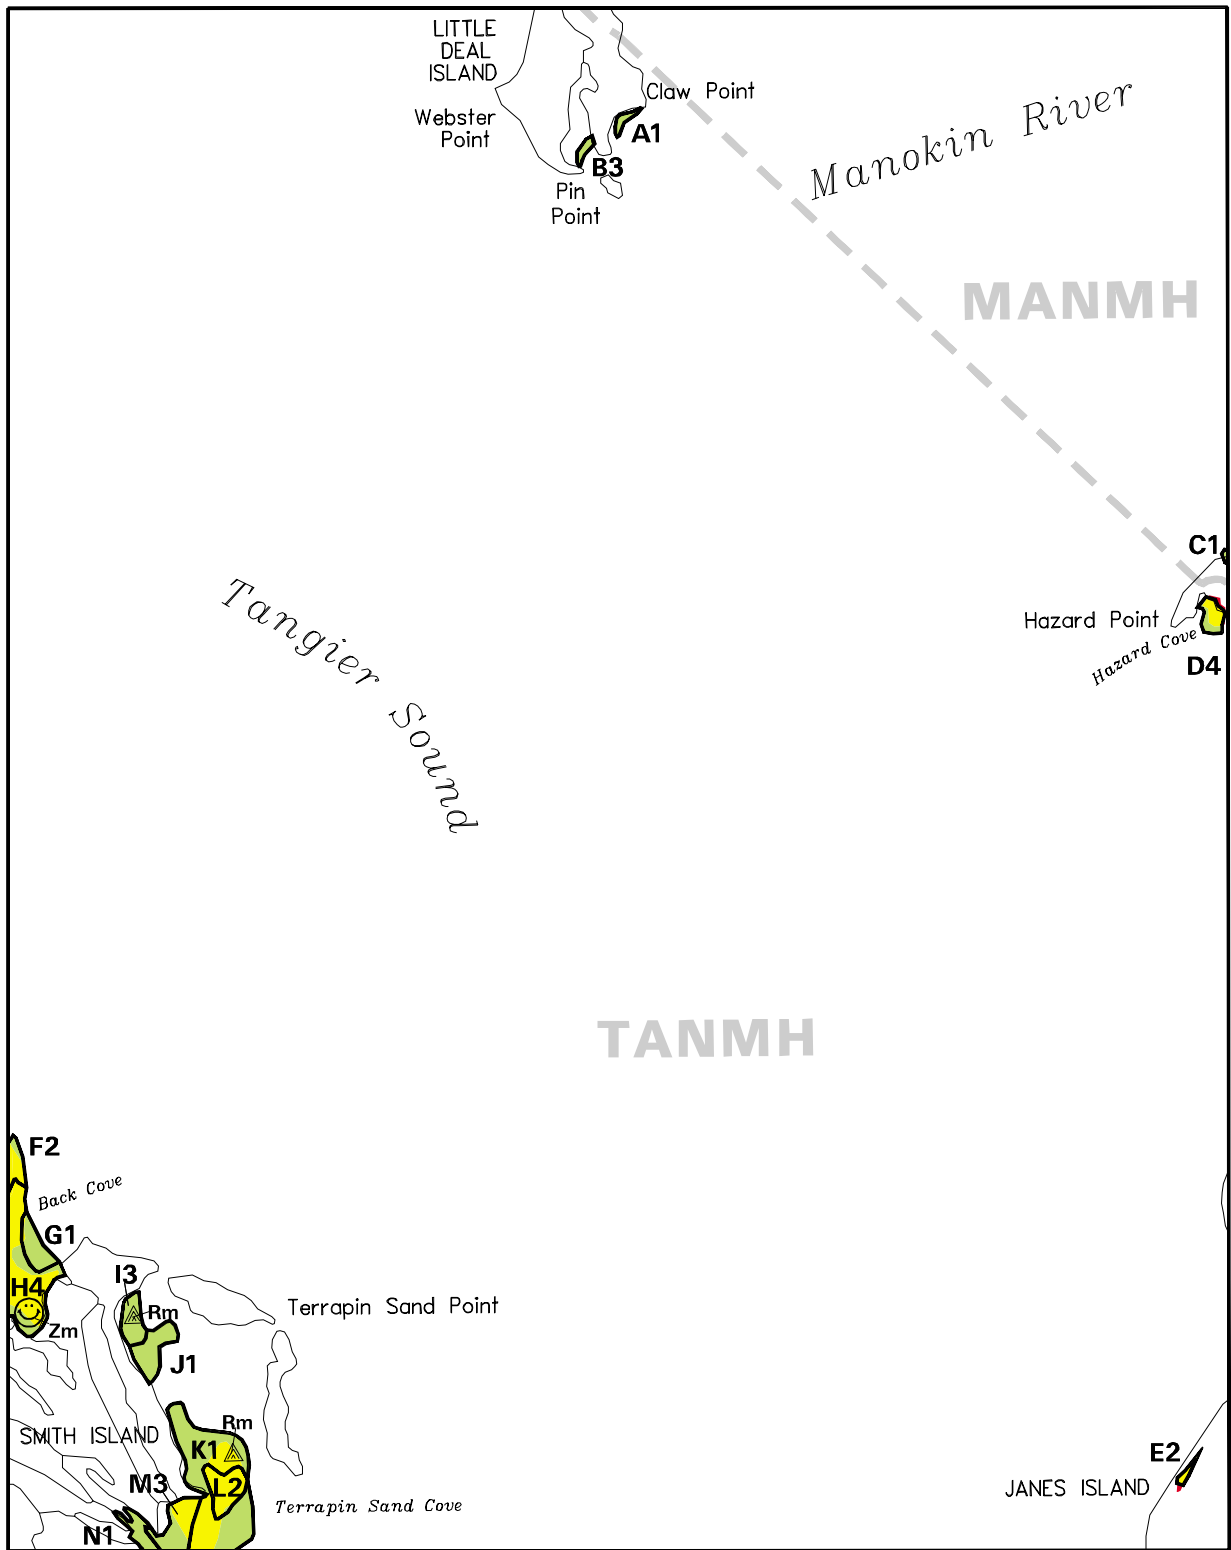 LITTLE
DEAL
ISLAND
Claw Point
Webster
Point
A1
B3
Pin
Point
Manokin River
MANMH
C1
Hazard Point
Hazard Cove
D4
Tangier Sound
TANMH
F2
Back Cove
G1
I3
H4
Rm
Zm
Terrapin Sand Point
J1
Rm
SMITH ISLAND
K1
E2
M3
L2
JANES ISLAND
Terrapin Sand Cove
N1